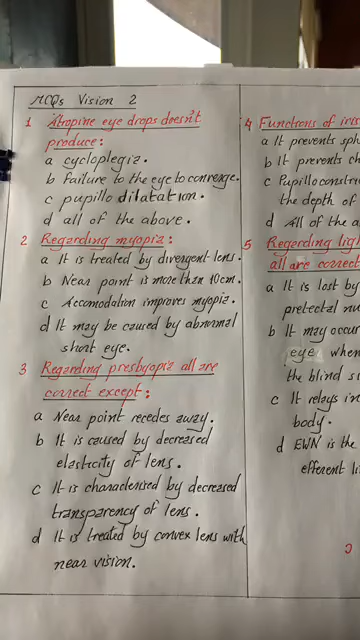 MCQs Vision 2
1 Atropine eye drops doesn't
produce:
a cycloplegia.
b Failure to the eye to converge.
c pupillo dilatation.
d all of the above.
2 Regarding myopia:
a It is treated by divergent lens.
b Near point is more than 10cm.
c Accomodation improves myopia.
d It may be caused by abnormal
short eye.
3 Regarding presbyopia all are
correct except:
a Near point recedes away.
b It is caused by decreased
elasticity of lens.
c It is characterised by decreased
transparency of lens.
d It is treated by convex lens with
near vision.
4 Functions of iris
a It prevents sph
b It prevents ch
c Pupilloconstri
the depth of
d All of the a
5 Regarding ligh
all are correct
a It is lost by
pretectal nu
b It may occur
eye when
the blind s
c It relays in
body.
d EWN is the
efferent li